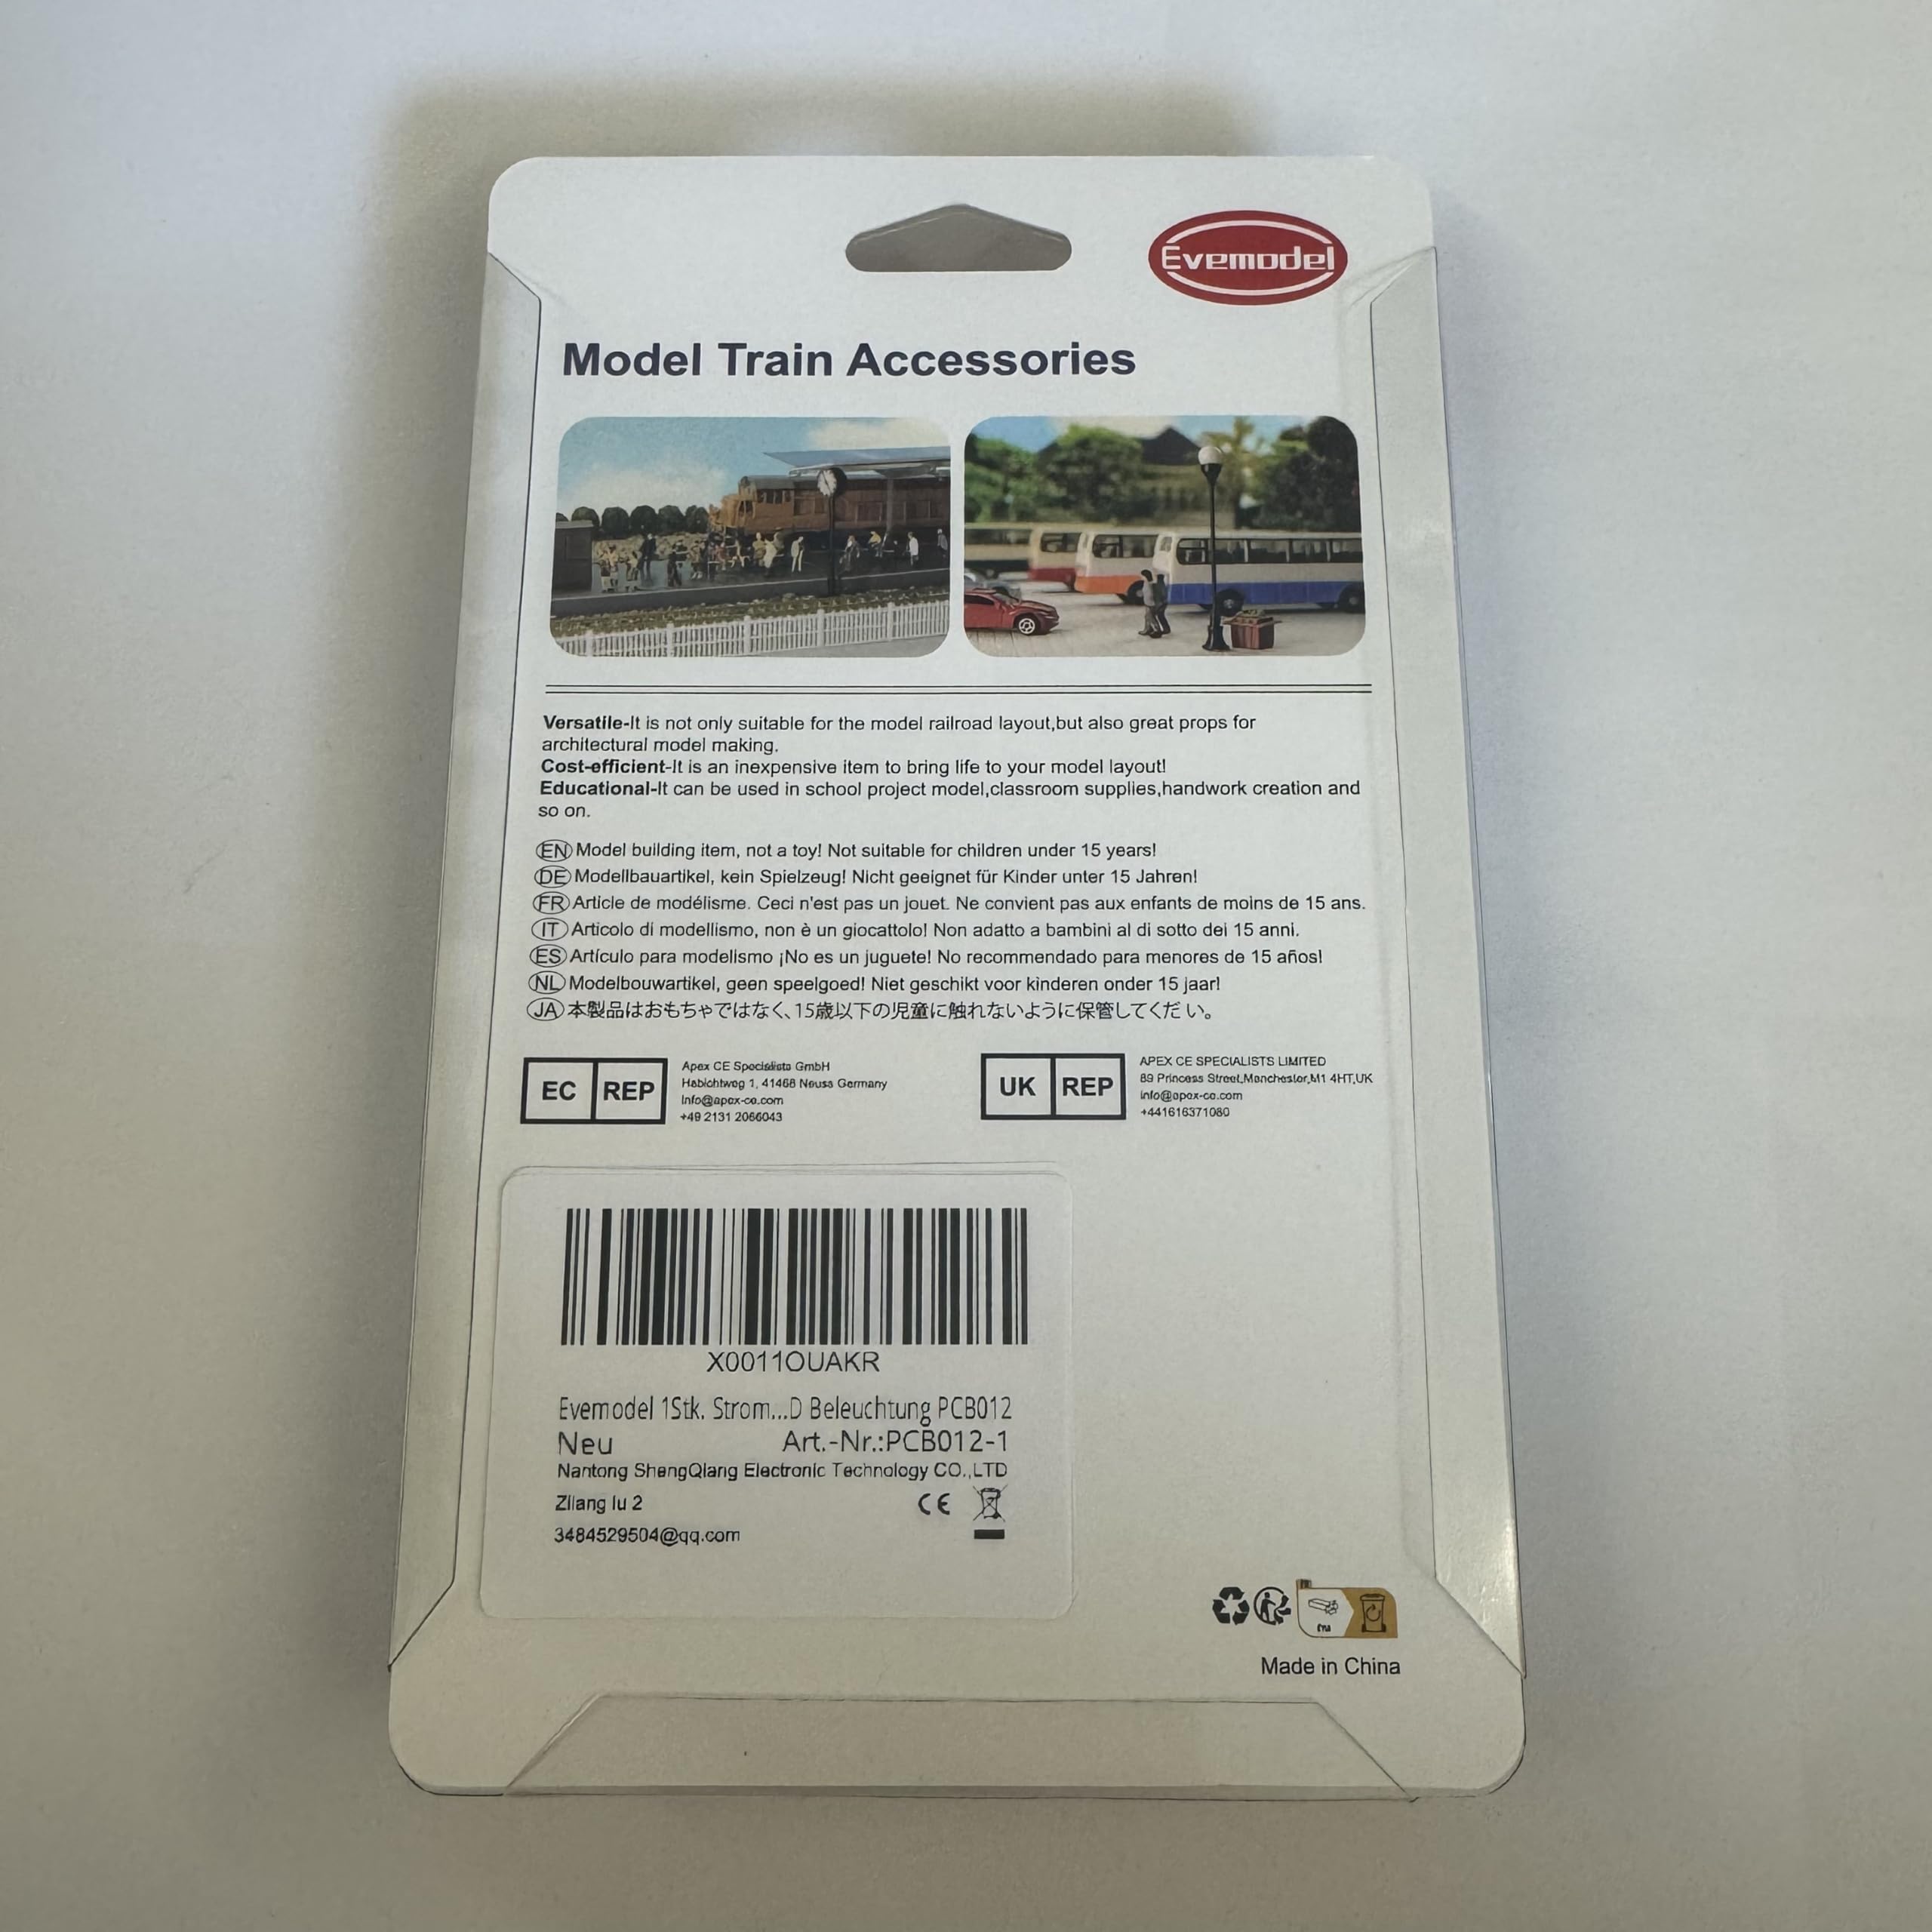 Evemodel
Model Train Accessories
Versatile-It is not only suitable for the model railroad layout,but also great props for
architectural model making.
Cost-efficient-It is an inexpensive item to bring life to your model layout!
Educational-It can be used in school project model,classroom supplies,handwork creation and
so on.
EN Model building item, not a toy! Not suitable for children under 15 years!
DE Modellbauartikel, kein Spielzeug! Nicht geeignet für Kinder unter 15 Jahren!
FR Article de modélisme. Ceci n'est pas un jouet. Ne convient pas aux enfants de moins de 15 ans.
IT Articolo di modellismo, non è un giocattolo! Non adatto a bambini al di sotto dei 15 anni.
ES Artículo para modelismo ¡No es un juguete! No recommendado para menores de 15 años!
NL Modelbouwartikel, geen speelgoed! Niet geschikt voor kinderen onder 15 jaar!
JA 本製品はおもちゃではなく、15歳以下の児童に触れないように保管してください。
EC REP
Apex CE Specialists GmbH
Habichtweg 1, 41468 Neuss Germany
Info@apex-ce.com
+49 2131 2066043
UK REP
APEX CE SPECIALISTS LIMITED
89 Princess Street,Manchester,M1 4HT,UK
info@apex-ce.com
+441616371080
X0011OUAKR
Evemodel 1Stk. Strom...D Beleuchtung PCB012
Neu Art.-Nr.:PCB012-1
Nantong ShengQiang Electronic Technology CO.,LTD
Ziliang lu 2
CE
3484529504@qq.com
Made in China